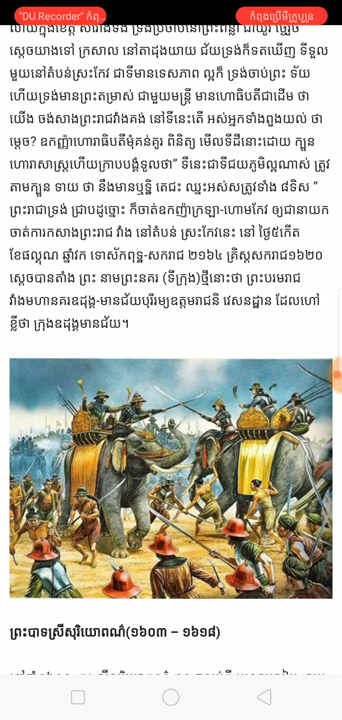 "DU Recorder" កំពុ...
កំពុងប្រើមីក្រូហ្វូន
ស្តេចយាងទៅ ក្រសាល នៅតាដុងយាយ ជ័យទ្រង់ក៏ទតឃើញ ទីទួល
មួយនៅតំបន់ស្រះកែវ ជាទីមានទេសភាព ល្អក៏ ទ្រង់ចាប់ព្រះ ទ័យ
ហើយទ្រង់មានព្រះតម្រាស់ ជាមួយមន្ត្រី មានហោធិបតីជាដើម ថា
យើង ចង់សាងព្រះរាជវាំងគង់ នៅទីនេះតើ អស់អ្នកទាំងពួងយល់ ថា
ម្តេច? ឧកញ៉ាហោរាធិបតីមុំគន់គូរ ពិនិត្យ មើលទីដីនោះដោយ ក្បួន
ហោរាសាស្ត្រហើយក្រាបបង្គំទូលថា" ទីនេះជាទីជយភូមិល្អណាស់ ត្រូវ
តាមក្បួន ទាយ ថា នឹងមានឬទ្ធិ តេជះ ឈ្នះអស់សត្រូវទាំង ៨ទិស "
ព្រះរាជាទ្រង់ ជ្រាបដូច្នោះ ក៏ចាត់ឧកញ៉ាក្រឡា-ហោមកែវ ឲ្យជានាយក
ចាត់ការកសាងព្រះរាជ វាំង នៅតំបន់ ស្រះកែវនេះ នៅ ថ្ងៃ៥កើត
ខែផល្គុណ ឆ្នាំវក ទោស័កពុទ្ធ-សករាជ ២១៦៤ គ្រិស្តសករាជ១៦២០
ស្តេចបានតាំង ព្រះ នាមព្រះនគរ (ទីក្រុង)ថ្មីនោះថា ព្រះបរមរាជ
វាំងមហានគរឧដុង្គ-មានជ័យបុរីរម្យឧត្តមរាជនិ វេសនដ្ឋាន ដែលហៅ
ខ្លីថា ក្រុងឧដុង្គមានជ័យ។
ព្រះបាទស្រីសុរិយោពណ៌(១៦០៣ – ១៦១៨)